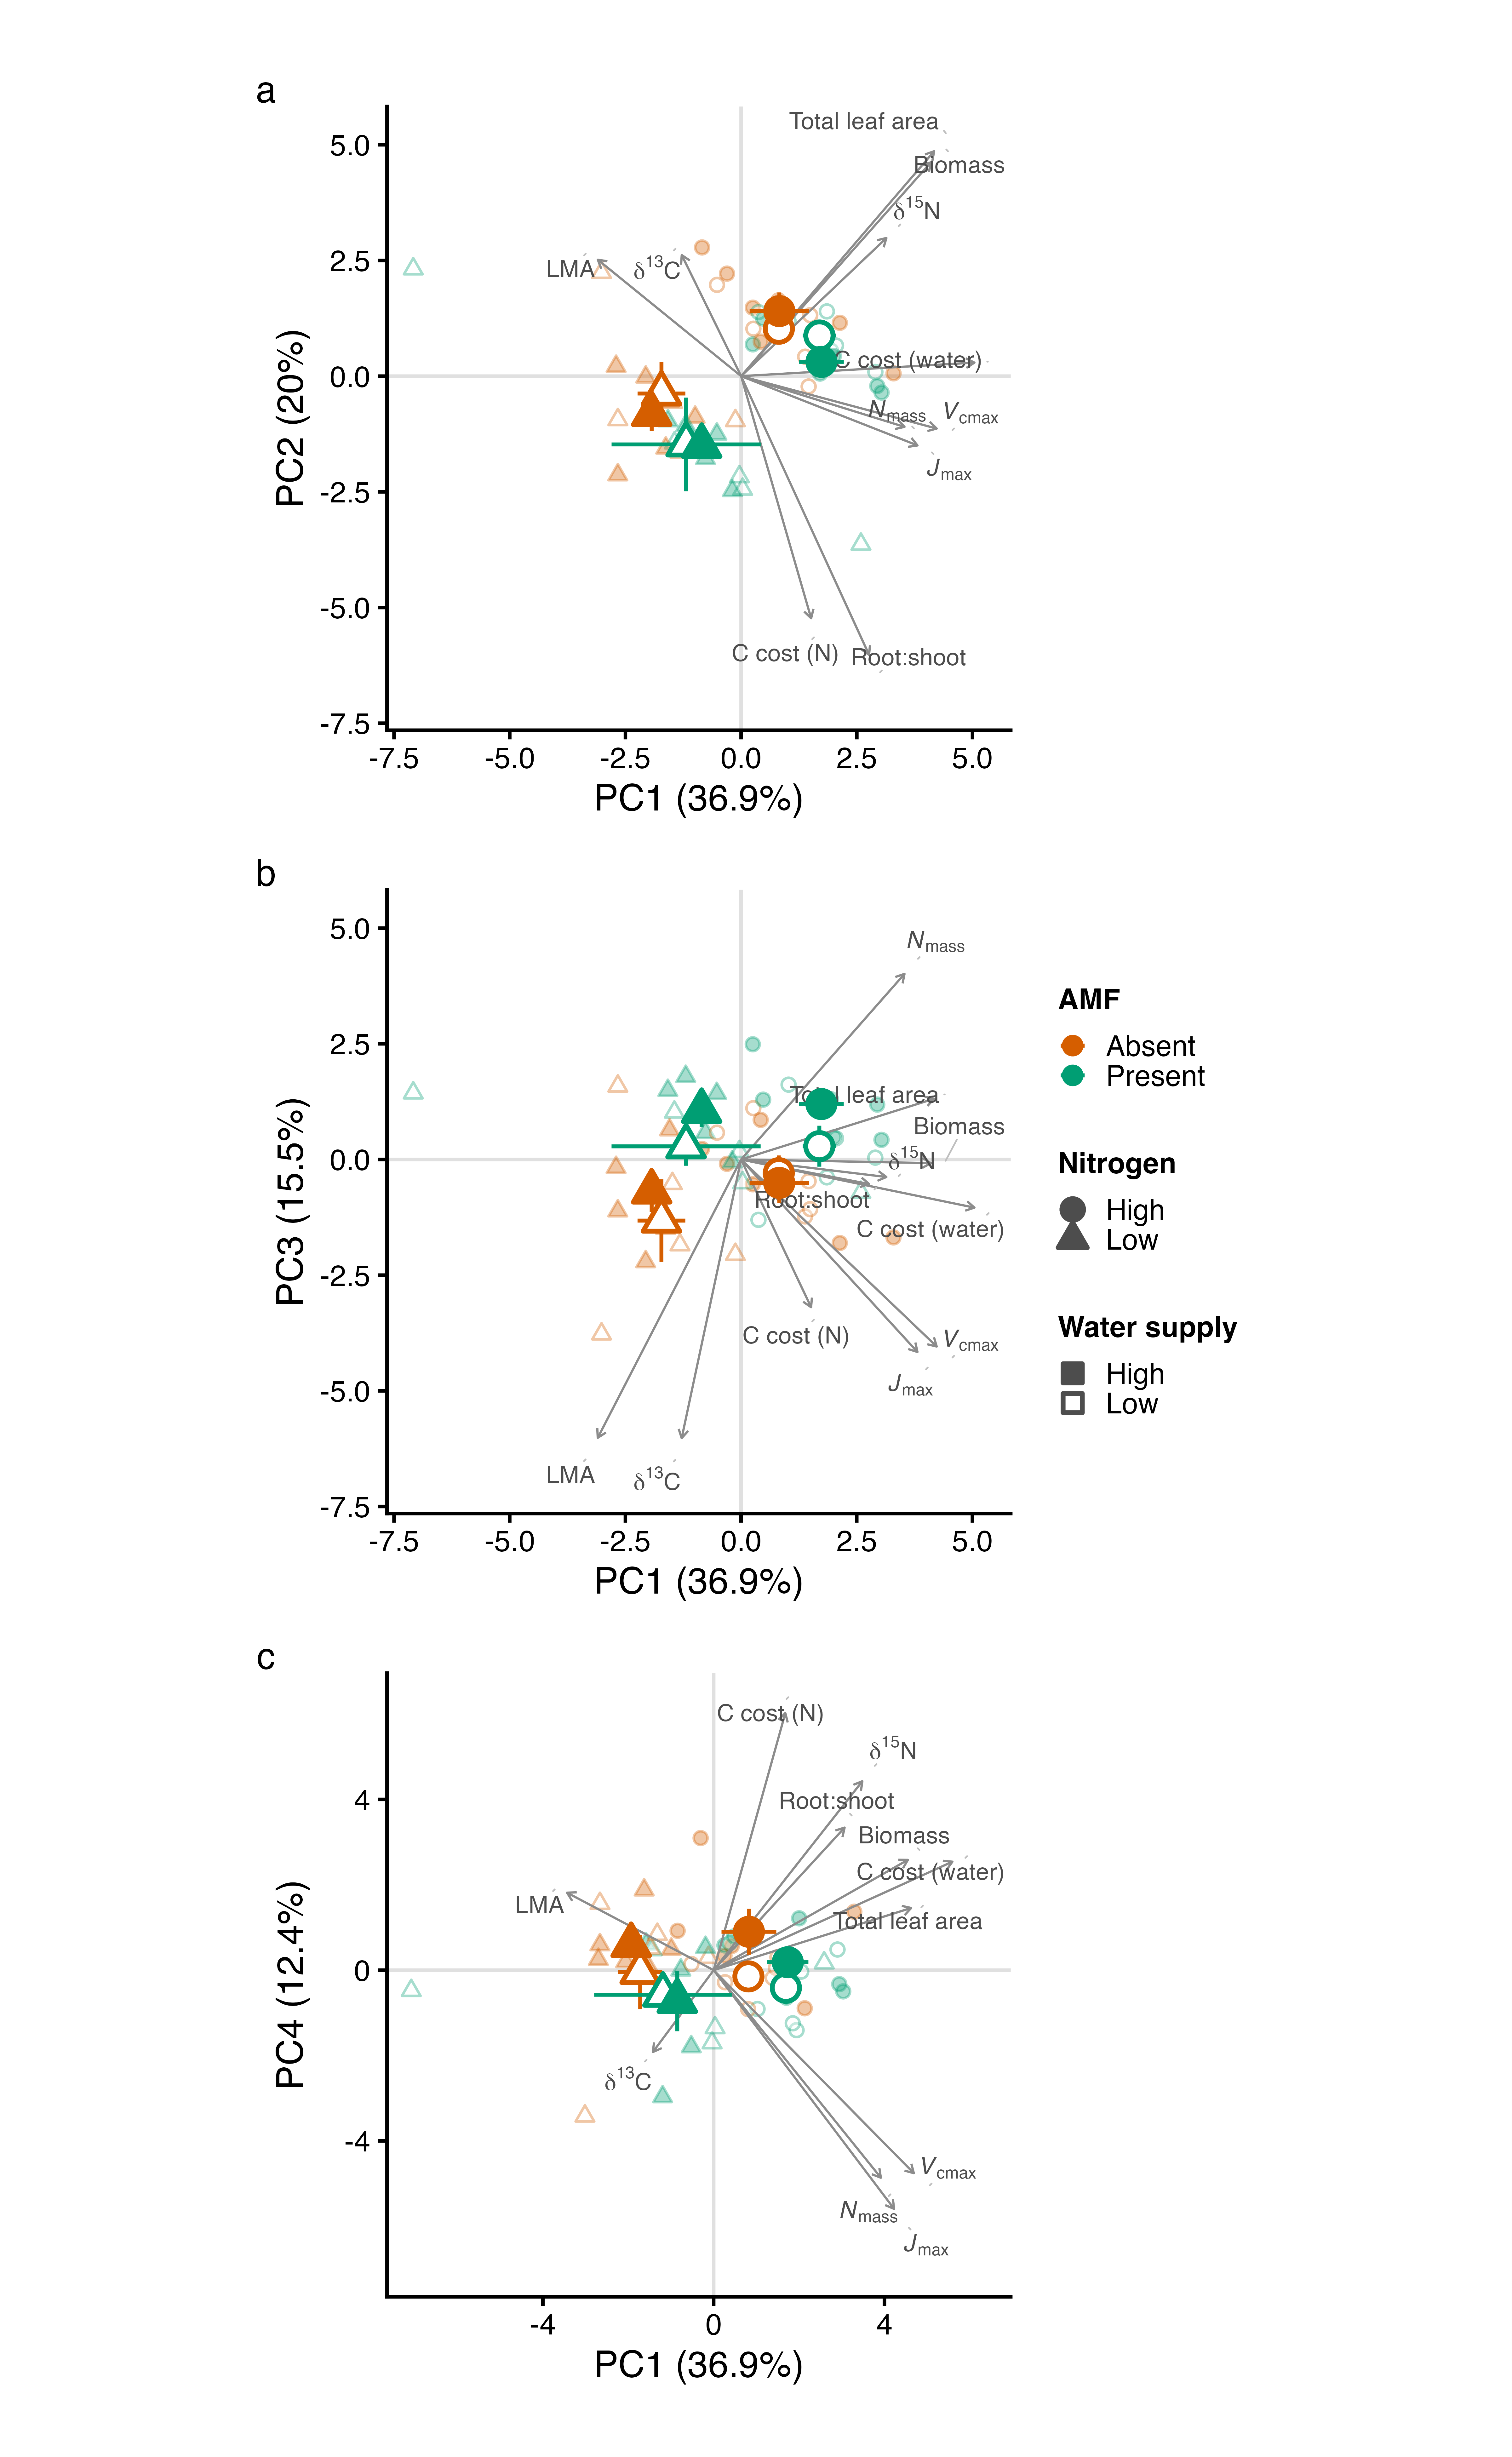 a
Total leaf area
Biomass
δ15N
LMA
δ13C
C cost (water)
Nmass
Vcmax
Jmax
C cost (N)
Root:shoot
5.0
2.5
0.0
-2.5
-5.0
-7.5
PC2 (20%)
-7.5 -5.0 -2.5 0.0 2.5 5.0
PC1 (36.9%)
b
Nmass
Total leaf area
Biomass
δ15N
Root:shoot
C cost (water)
C cost (N)
Vcmax
Jmax
LMA
δ13C
5.0
2.5
0.0
-2.5
-5.0
-7.5
PC3 (15.5%)
-7.5 -5.0 -2.5 0.0 2.5 5.0
PC1 (36.9%)
AMF
Absent
Present
Nitrogen
High
Low
Water supply
High
Low
c
C cost (N)
δ15N
Root:shoot
Biomass
C cost (water)
LMA
Total leaf area
δ13C
Vcmax
Nmass
Jmax
4
0
-4
PC4 (12.4%)
-4 0 4
PC1 (36.9%)